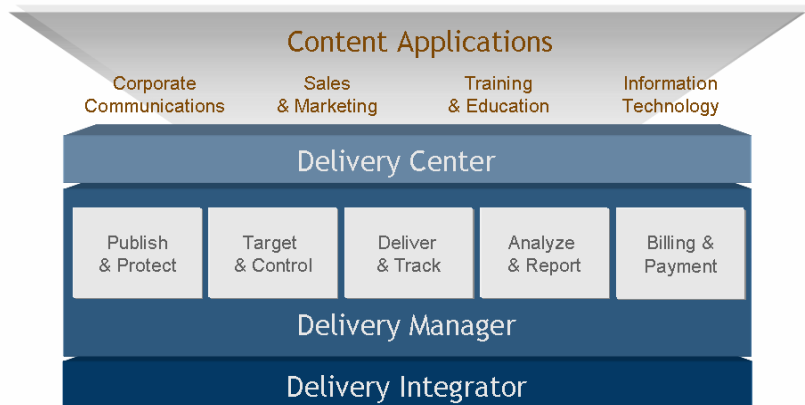 Content Applications
Corporate
Communications
Sales
& Marketing
Training
& Education
Information
Technology
Delivery Center
Publish
& Protect
Target
& Control
Deliver
& Track
Analyze
& Report
Billing &
Payment
Delivery Manager
Delivery Integrator